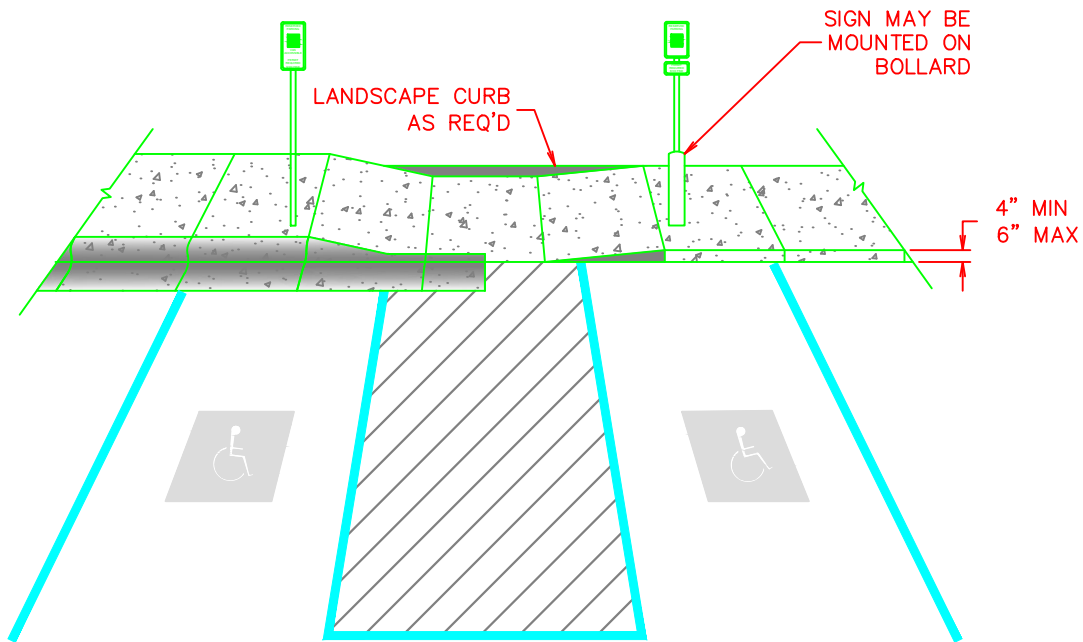 SIGN MAY BE
MOUNTED ON
BOLLARD
LANDSCAPE CURB
AS REQ'D
4" MIN
6" MAX